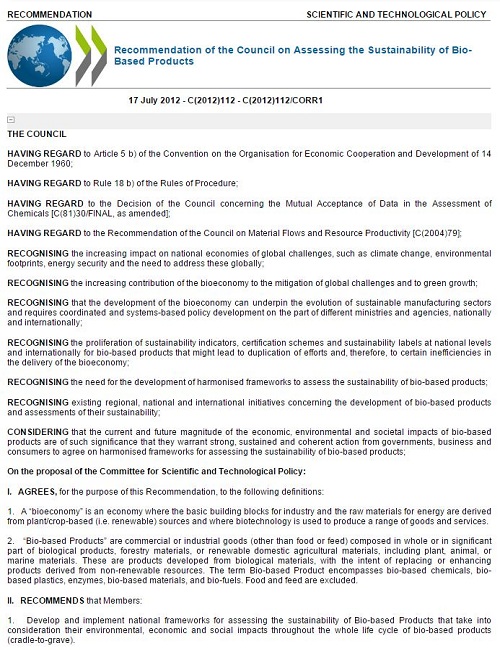 RECOMMENDATION
SCIENTIFIC AND TECHNOLOGICAL POLICY
Recommendation of the Council on Assessing the Sustainability of Bio-
Based Products
17 July 2012 - C(2012)112 - C(2012)112/CORR1
THE COUNCIL
HAVING REGARD to Article 5 b) of the Convention on the Organisation for Economic Cooperation and Development of 14
December 1960;
HAVING REGARD to Rule 18 b) of the Rules of Procedure;
HAVING REGARD to the Decision of the Council concerning the Mutual Acceptance of Data in the Assessment of
Chemicals [C(81)30/FINAL, as amended];
HAVING REGARD to the Recommendation of the Council on Material Flows and Resource Productivity [C(2004)79];
RECOGNISING the increasing impact on national economies of global challenges, such as climate change, environmental
footprints, energy security and the need to address these globally;
RECOGNISING the increasing contribution of the bioeconomy to the mitigation of global challenges and to green growth;
RECOGNISING that the development of the bioeconomy can underpin the evolution of sustainable manufacturing sectors
and requires coordinated and systems-based policy development on the part of different ministries and agencies, nationally
and internationally;
RECOGNISING the proliferation of sustainability indicators, certification schemes and sustainability labels at national levels
and internationally for bio-based products that might lead to duplication of efforts and, therefore, to certain inefficiencies in
the delivery of the bioeconomy;
RECOGNISING the need for the development of harmonised frameworks to assess the sustainability of bio-based products;
RECOGNISING existing regional, national and international initiatives concerning the development of bio-based products
and assessments of their sustainability;
CONSIDERING that the current and future magnitude of the economic, environmental and societal impacts of bio-based
products are of such significance that they warrant strong, sustained and coherent action from governments, business and
consumers to agree on harmonised frameworks for assessing the sustainability of bio-based products;
On the proposal of the Committee for Scientific and Technological Policy:
I. AGREES, for the purpose of this Recommendation, to the following definitions:
1. A “bioeconomy” is an economy where the basic building blocks for industry and the raw materials for energy are derived
from plant/crop-based (i.e. renewable) sources and where biotechnology is used to produce a range of goods and services.
2. “Bio-based Products” are commercial or industrial goods (other than food or feed) composed in whole or in significant
part of biological products, forestry materials, or renewable domestic agricultural materials, including plant, animal, or
marine materials. These are products developed from biological materials, with the intent of replacing or enhancing
products derived from non-renewable resources. The term Bio-based Product encompasses bio-based chemicals, bio-
based plastics, enzymes, bio-based materials, and bio-fuels. Food and feed are excluded.
II. RECOMMENDS that Members:
1. Develop and implement national frameworks for assessing the sustainability of Bio-based Products that take into
consideration their environmental, economic and social impacts throughout the whole life cycle of bio-based products
(cradle-to-grave).